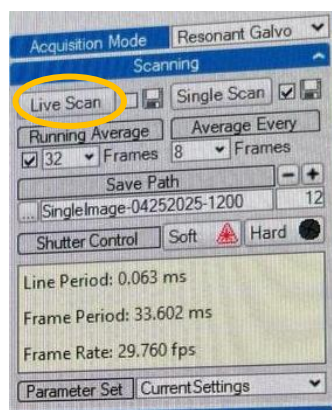 Acquisition Mode Resonant Galvo
Scanning
Live Scan Single Scan
Running Average Average Every
32 Frames 8 Frames
Save Path - +
... SingleImage-04252025-1200 12
Shutter Control Soft Hard
Line Period: 0.063 ms
Frame Period: 33.602 ms
Frame Rate: 29.760 fps
Parameter Set CurrentSettings